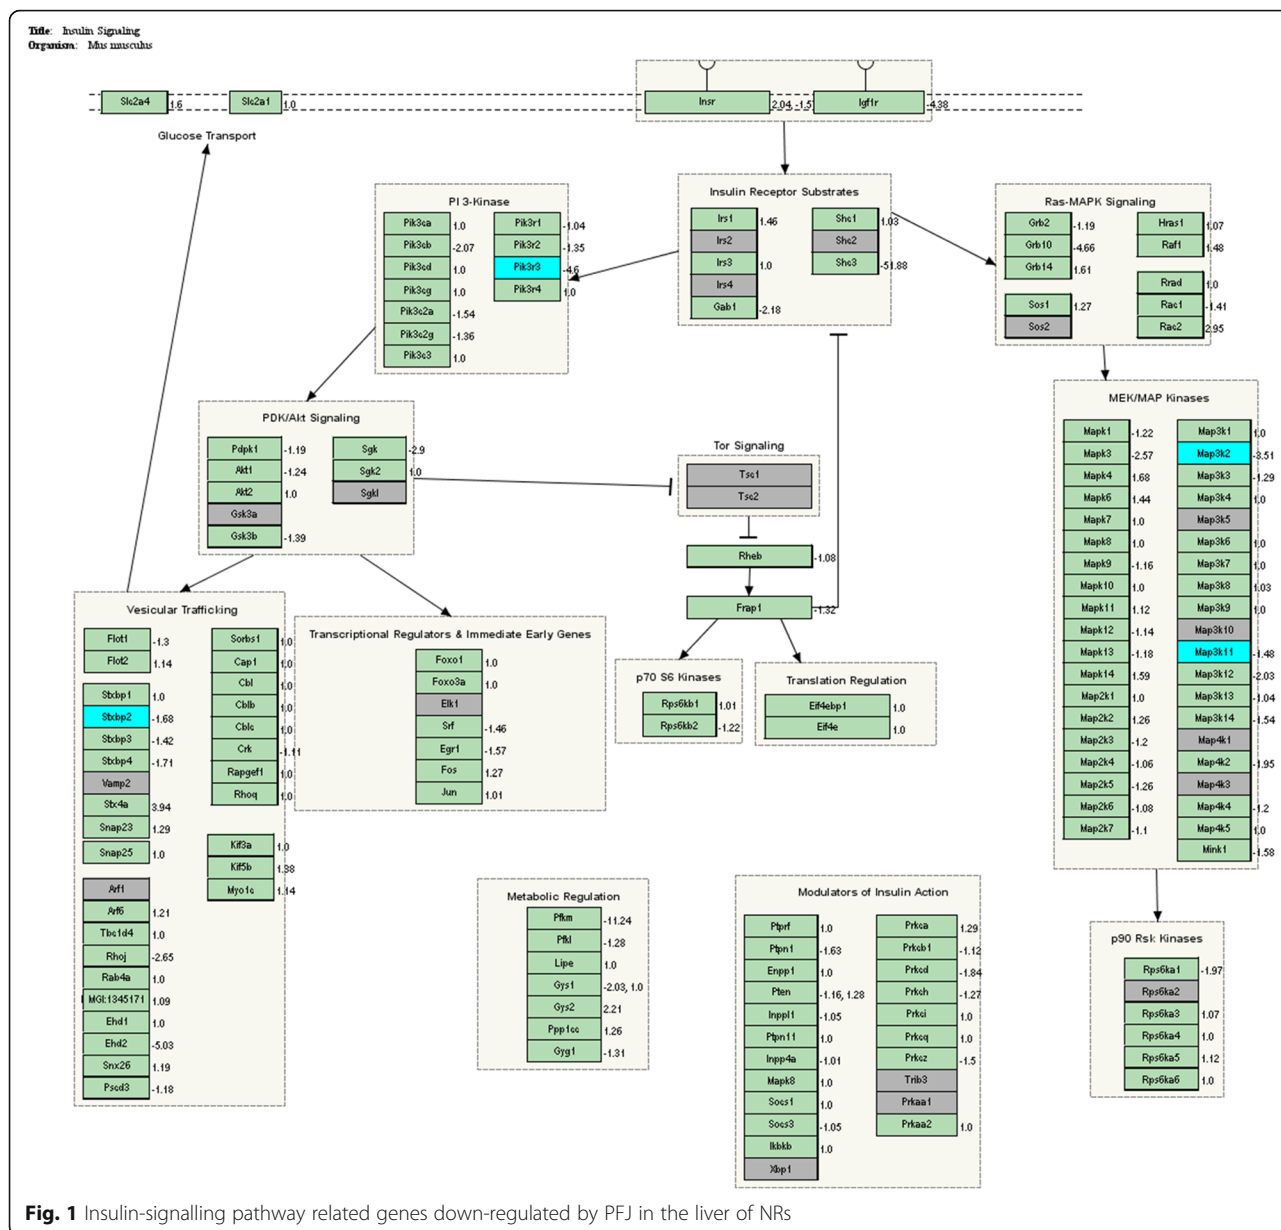 Title: Insulin Signaling
Organism: Mus musculus
Slc2a4 1.6
Slc2a1 1.0
Glucose Transport
Insr 2.04, -1.5
Igf1r -4.38
PI 3-Kinase
Pik3ca 1.0
Pik3cb -2.07
Pik3cd 1.0
Pik3cg 1.0
Pik3c2a -1.54
Pik3c2g -1.36
Pik3c3 1.0
Pik3r1 -1.04
Pik3r2 -1.35
Pik3r3 -4.6
Pik3r4 1.0
Insulin Receptor Substrates
Irs1 1.46
Irs2
Irs3 1.0
Irs4
Gab1 -2.18
Shc1 1.03
Shc2
Shc3 -51.88
Ras-MAPK Signaling
Grb2 -1.19
Grb10 -4.66
Grb14 1.61
Sos1 1.27
Sos2
Hras1 1.07
Raf1 1.48
Rrad 1.0
Rac1 -1.41
Rac2 2.95
PDK/Akt Signaling
Pdpk1 -1.19
Akt1 -1.24
Akt2 1.0
Gsk3a
Gsk3b -1.39
Sgk -2.9
Sgk2 1.0
Sgkl
Tor Signaling
Tsc1
Tsc2
Rheb -1.08
Frap1 -1.32
MEK/MAP Kinases
Mapk1 -1.22
Mapk3 -2.57
Mapk4 1.68
Mapk6 1.44
Mapk7 1.0
Mapk8 1.0
Mapk9 -1.16
Mapk10 1.0
Mapk11 1.12
Mapk12 -1.14
Mapk13 -1.18
Mapk14 1.59
Map2k1 1.0
Map2k2 1.26
Map2k3 -1.2
Map2k4 -1.06
Map2k5 -1.26
Map2k6 -1.08
Map2k7 -1.1
Map3k1 1.0
Map3k2 -3.51
Map3k3 -1.29
Map3k4 1.0
Map3k5
Map3k6 1.0
Map3k7 1.0
Map3k8 1.03
Map3k9 1.0
Map3k10
Map3k11 -1.48
Map3k12 -2.03
Map3k13 -1.04
Map3k14 -1.54
Map4k1
Map4k2 -1.95
Map4k3
Map4k4 -1.2
Map4k5 1.0
Mink1 -1.58
Vesicular Trafficking
Flot1 -1.3
Flot2 1.14
Stxbp1 1.0
Stxbp2 -1.68
Stxbp3 -1.42
Stxbp4 -1.71
Vamp2
Stx4a 3.94
Snap23 1.29
Snap25 1.0
Arf1
Arf6 1.21
Tbc1d4 1.0
Rhoj -2.65
Rab4a 1.0
MGI:1345171 1.09
Ehd1 1.0
Ehd2 -5.03
Snx26 1.19
Pscd3 -1.18
Sorbs1 1.0
Cap1 1.0
Cbl 1.0
Cblb 1.0
Cblc 1.0
Crk -1.11
Rapgef1 1.0
Rhoq 1.0
Kif3a 1.0
Kif5b 1.38
Myo1c 1.14
Transcriptional Regulators & Immediate Early Genes
Foxo1 1.0
Foxo3a 1.0
Elk1
Srf -1.46
Egr1 -1.57
Fos 1.27
Jun 1.01
p70 S6 Kinases
Rps6kb1 1.01
Rps6kb2 -1.22
Translation Regulation
Eif4ebp1 1.0
Eif4e 1.0
Metabolic Regulation
Pfkm -11.24
Pfkl -1.28
Lipe 1.0
Gys1 -2.03, 1.0
Gys2 2.21
Ppp1cc 1.26
Gyg1 -1.31
Modulators of Insulin Action
Ptprf 1.0
Ptpn1 -1.63
Enpp1 1.0
Pten -1.16, 1.28
Inppl1 -1.05
Ptpn11 1.0
Inpp4a -1.01
Mapk8 1.0
Socs1 1.0
Socs3 -1.05
Ikbkb 1.0
Xbp1
Prkca 1.29
Prkcb1 -1.12
Prkcd -1.84
Prkch -1.27
Prkci 1.0
Prkcq 1.0
Prkcz -1.5
Trib3
Prkaa1
Prkaa2 1.0
p90 Rsk Kinases
Rps6ka1 -1.97
Rps6ka2
Rps6ka3 1.07
Rps6ka4 1.0
Rps6ka5 1.12
Rps6ka6 1.0
Fig. 1 Insulin-signalling pathway related genes down-regulated by PFJ in the liver of NRs